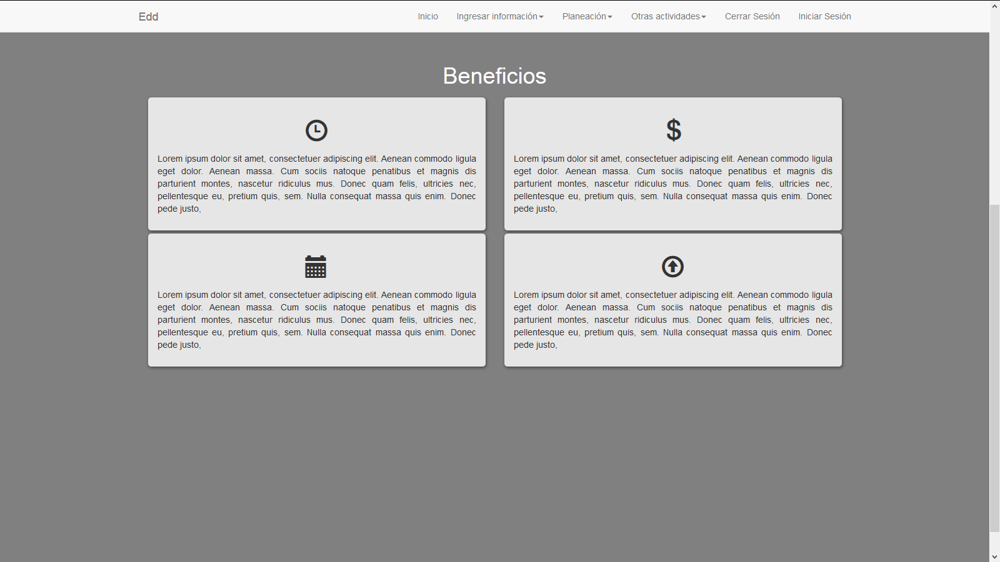 Edd
Inicio
Ingresar información
Planeación
Otras actividades
Cerrar Sesión
Iniciar Sesión
Beneficios
$
Lorem ipsum dolor sit amet, consectetuer adipiscing elit. Aenean commodo ligula
eget dolor. Aenean massa. Cum sociis natoque penatibus et magnis dis
parturient montes, nascetur ridiculus mus. Donec quam felis, ultricies nec,
pellentesque eu, pretium quis, sem. Nulla consequat massa quis enim. Donec
pede justo,
Lorem ipsum dolor sit amet, consectetuer adipiscing elit. Aenean commodo ligula
eget dolor. Aenean massa. Cum sociis natoque penatibus et magnis dis
parturient montes, nascetur ridiculus mus. Donec quam felis, ultricies nec,
pellentesque eu, pretium quis, sem. Nulla consequat massa quis enim. Donec
pede justo,
Lorem ipsum dolor sit amet, consectetuer adipiscing elit. Aenean commodo ligula
eget dolor. Aenean massa. Cum sociis natoque penatibus et magnis dis
parturient montes, nascetur ridiculus mus. Donec quam felis, ultricies nec,
pellentesque eu, pretium quis, sem. Nulla consequat massa quis enim. Donec
pede justo,
Lorem ipsum dolor sit amet, consectetuer adipiscing elit. Aenean commodo ligula
eget dolor. Aenean massa. Cum sociis natoque penatibus et magnis dis
parturient montes, nascetur ridiculus mus. Donec quam felis, ultricies nec,
pellentesque eu, pretium quis, sem. Nulla consequat massa quis enim. Donec
pede justo,